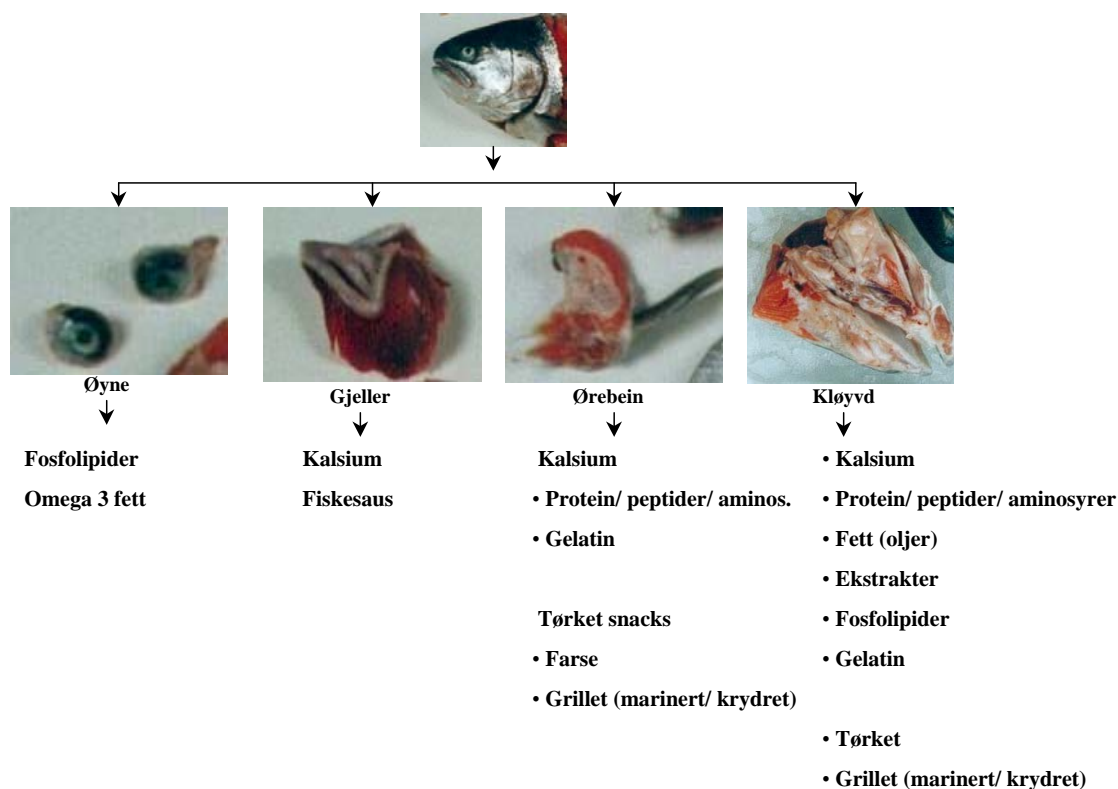 Øyne
Fosfolipider
Omega 3 fett
Gjeller
Kalsium
Fiskesaus
Ørebein
Kalsium
• Protein/ peptider/ aminos.
• Gelatin
Tørket snacks
• Farse
• Grillet (marinert/ krydret)
Kløyvd
• Kalsium
• Protein/ peptider/ aminosyrer
• Fett (oljer)
• Ekstrakter
• Fosfolipider
• Gelatin
• Tørket
• Grillet (marinert/ krydret)